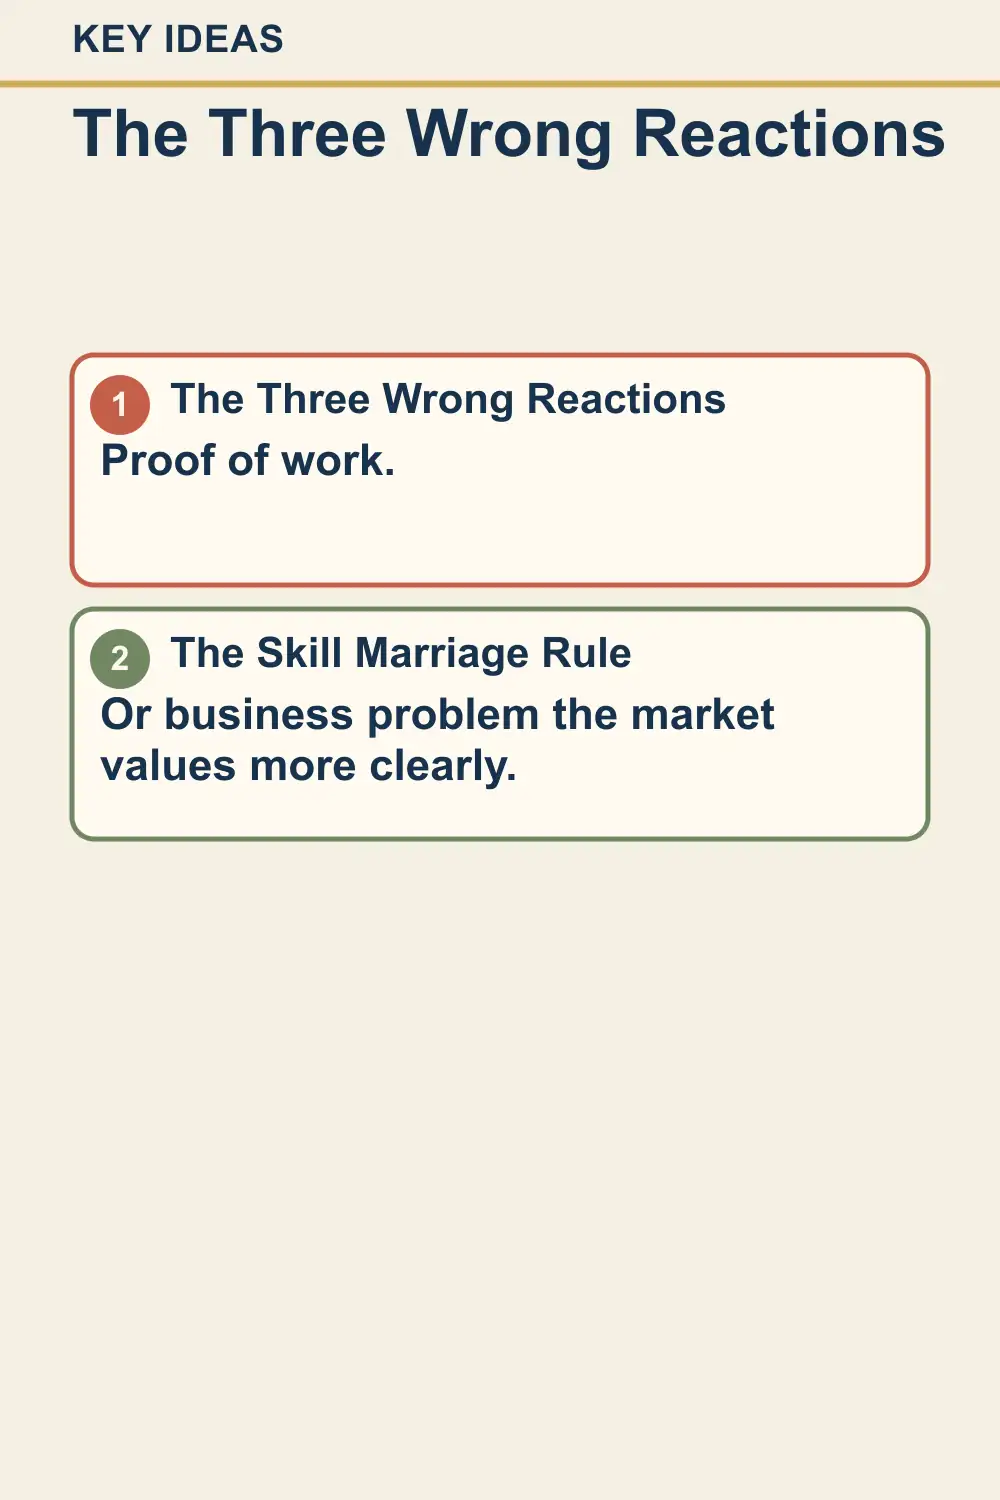 KEY IDEAS
The Three Wrong Reactions
1 The Three Wrong Reactions
Proof of work.
2 The Skill Marriage Rule
Or business problem the market
values more clearly.